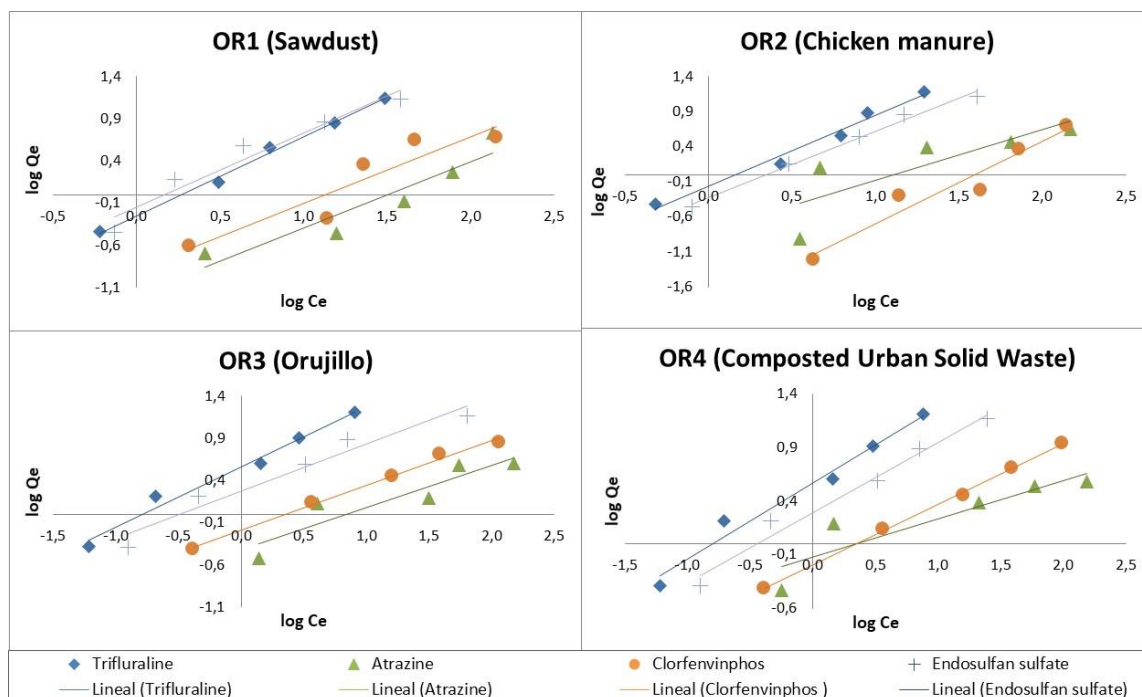 OR1 (Sawdust)
1,4
0,9
0,4
-0,1
-0,6
-1,1
-0,5 0,0 0,5 1,0 1,5 2,0 2,5
log Qe
log Ce
OR2 (Chicken manure)
1,4
0,9
0,4
-0,1
-0,6
-1,1
-1,6
-0,5 0,0 0,5 1,0 1,5 2,0 2,5
log Qe
log Ce
OR3 (Orujillo)
1,4
0,9
0,4
-0,1
-0,6
-1,1
-1,5 -1,0 -0,5 0,0 0,5 1,0 1,5 2,0 2,5
log Qe
log Ce
OR4 (Composted Urban Solid Waste)
1,4
0,9
0,4
-0,1
-0,6
-1,5 -1,0 -0,5 0,0 0,5 1,0 1,5 2,0 2,5
log Qe
log Ce
Trifluraline Atrazine Clorfenvinphos Endosulfan sulfate
Lineal (Trifluraline) Lineal (Atrazine) Lineal (Clorfenvinphos ) Lineal (Endosulfan sulfate)